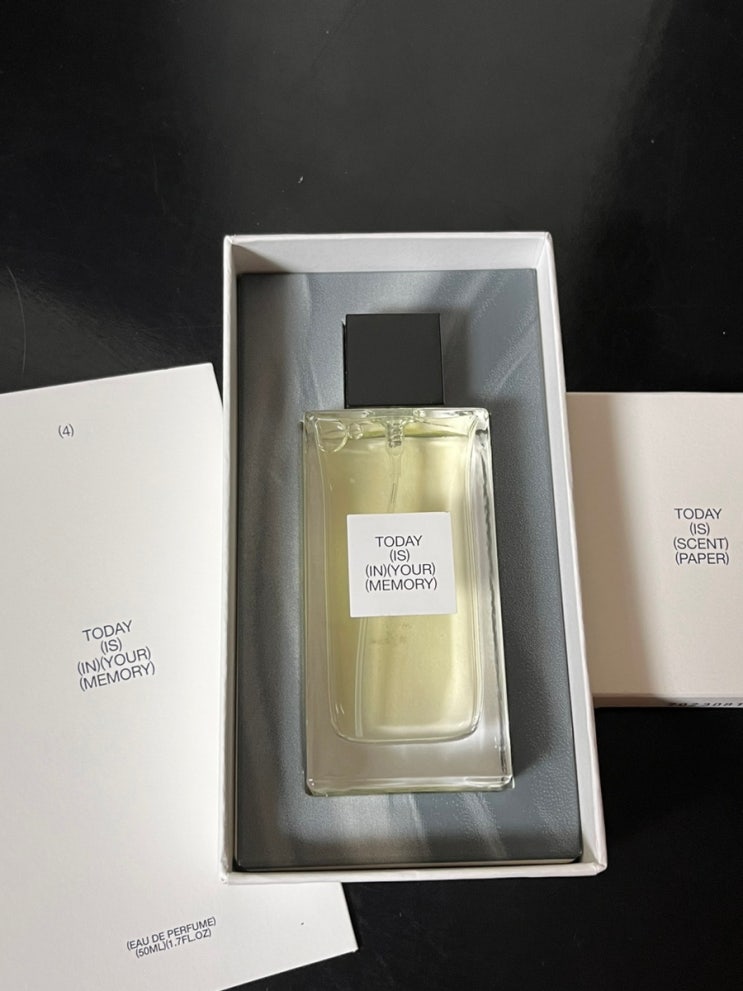 (4)
TODAY
(IS)
(IN)(YOUR)
(MEMORY)
(EAU DE PERFUME)
(50ML)(1.7FL.OZ)
TODAY
(IS)
(IN)(YOUR)
(MEMORY)
TODAY
(IS)
(SCENT)
(PAPER)